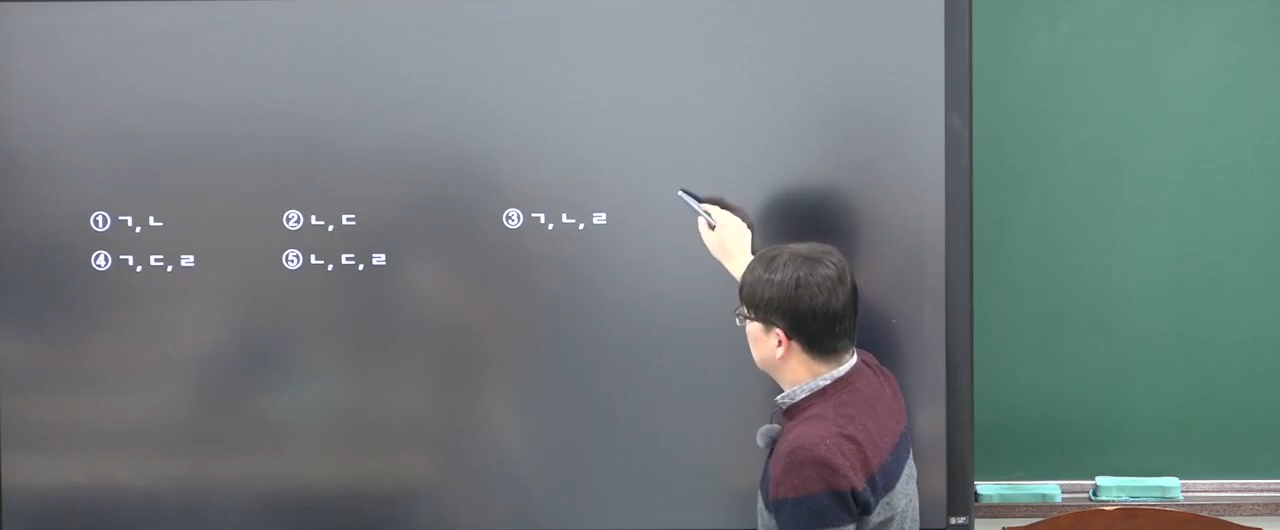 ① ㄱ, ㄴ ② ㄴ, ㄷ ③ ㄱ, ㄴ, ㄹ
④ ㄱ, ㄷ, ㄹ ⑤ ㄴ, ㄷ, ㄹ